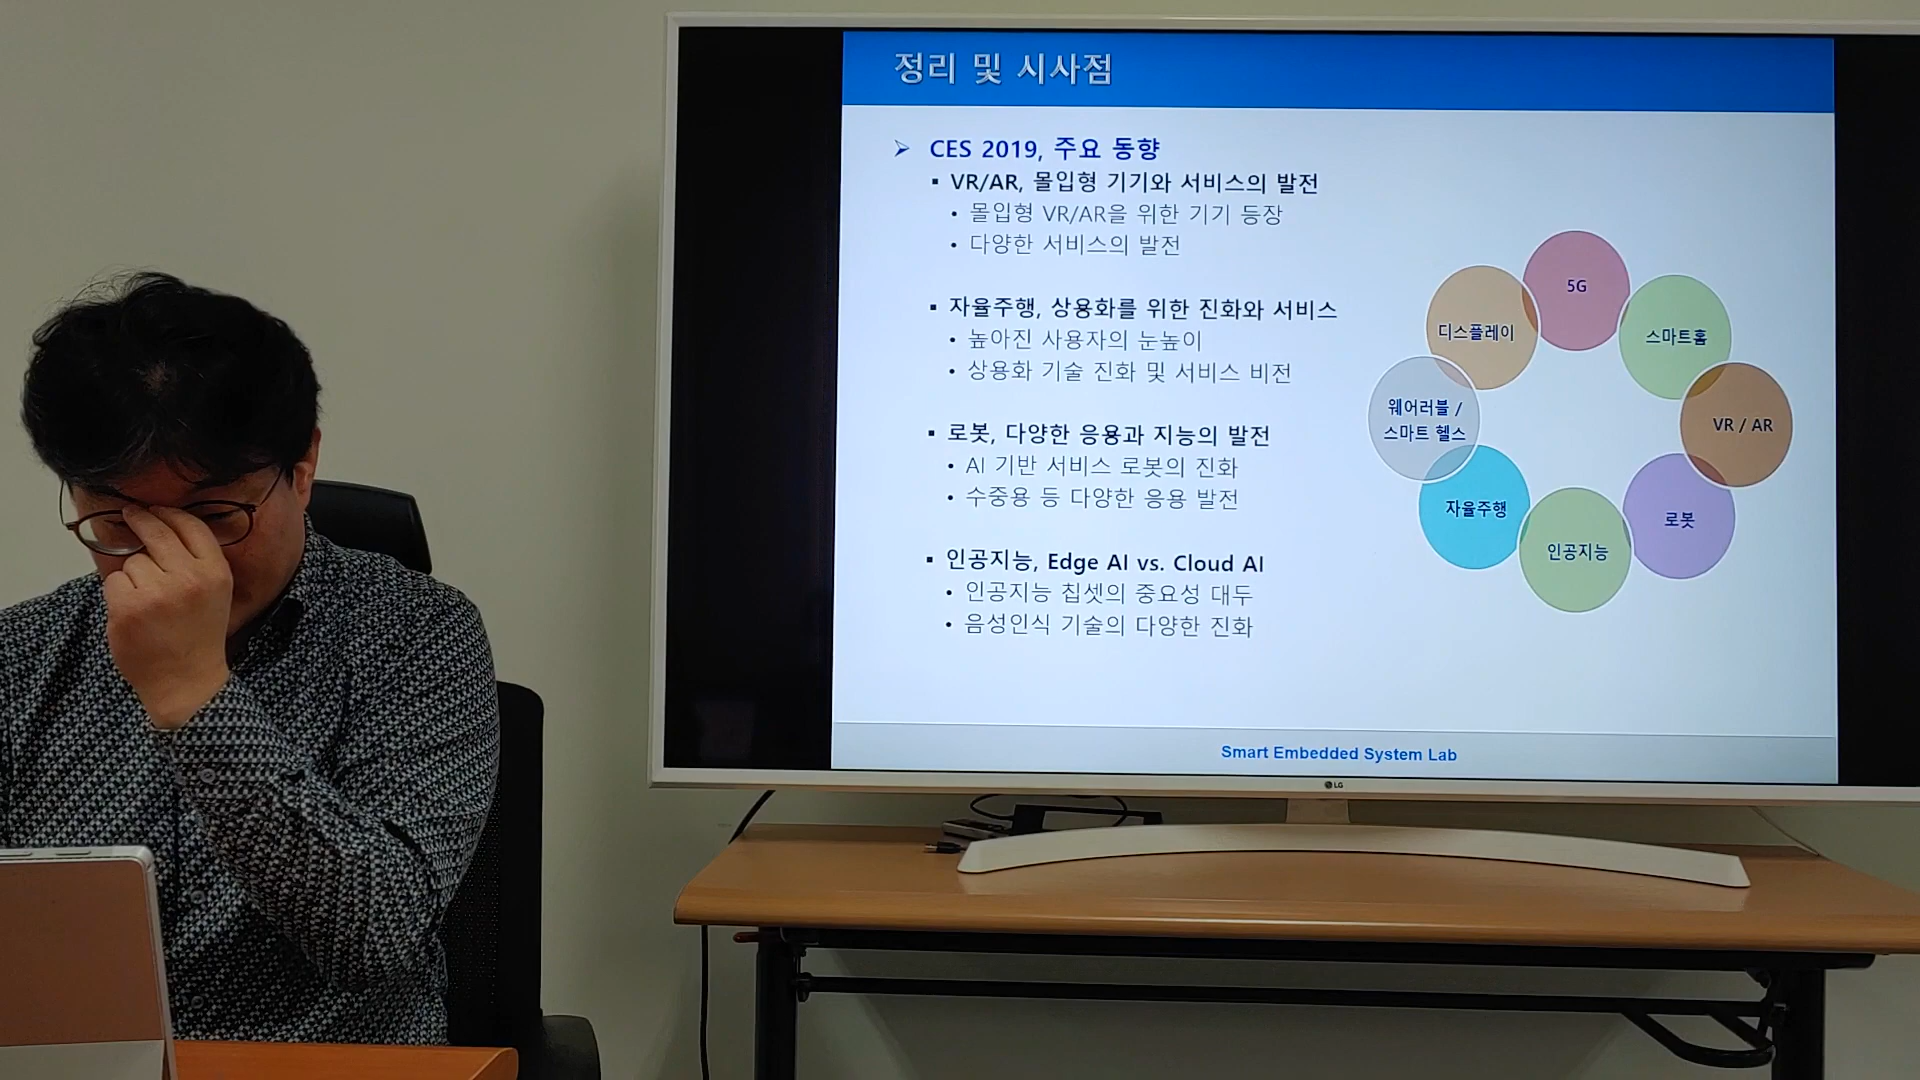 정리 및 시사점
➢ CES 2019, 주요 동향
▪ VR/AR, 몰입형 기기와 서비스의 발전
• 몰입형 VR/AR을 위한 기기 등장
• 다양한 서비스의 발전
▪ 자율주행, 상용화를 위한 진화와 서비스
• 높아진 사용자의 눈높이
• 상용화 기술 진화 및 서비스 비전
▪ 로봇, 다양한 응용과 지능의 발전
• AI 기반 서비스 로봇의 진화
• 수중용 등 다양한 응용 발전
▪ 인공지능, Edge AI vs. Cloud AI
• 인공지능 칩셋의 중요성 대두
• 음성인식 기술의 다양한 진화
5G
스마트홈
VR / AR
로봇
인공지능
자율주행
웨어러블 /
스마트 헬스
디스플레이
Smart Embedded System Lab
LG